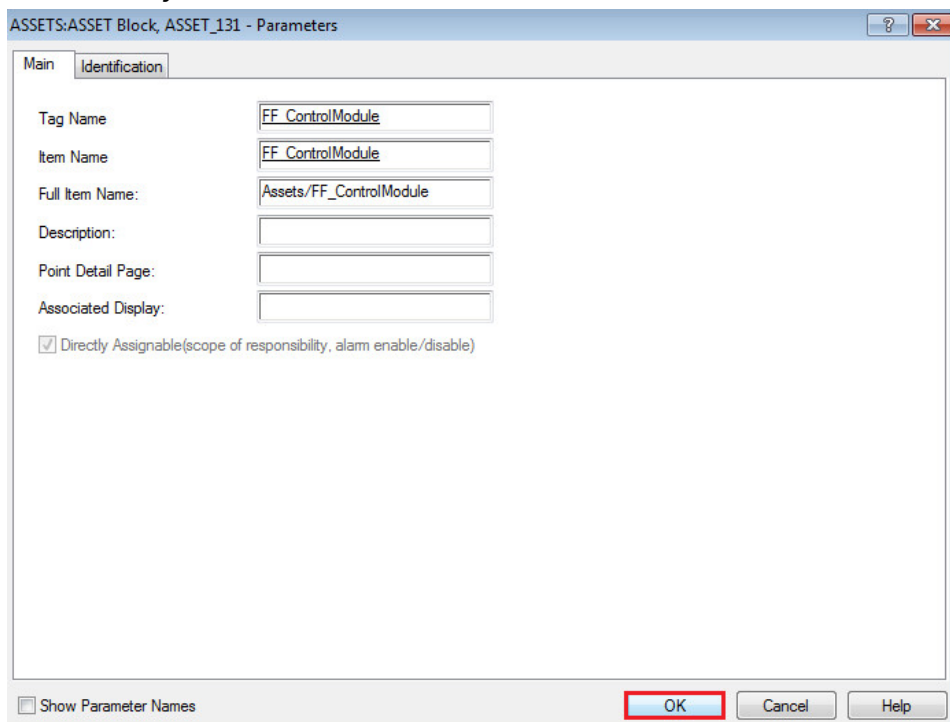 ASSETS:ASSET Block, ASSET_131 - Parameters
Main Identification
Tag Name FF_ControlModule
Item Name FF_ControlModule
Full Item Name: Assets/FF_ControlModule
Description:
Point Detail Page:
Associated Display:
Directly Assignable(scope of responsibility, alarm enable/disable)
Show Parameter Names OK Cancel Help